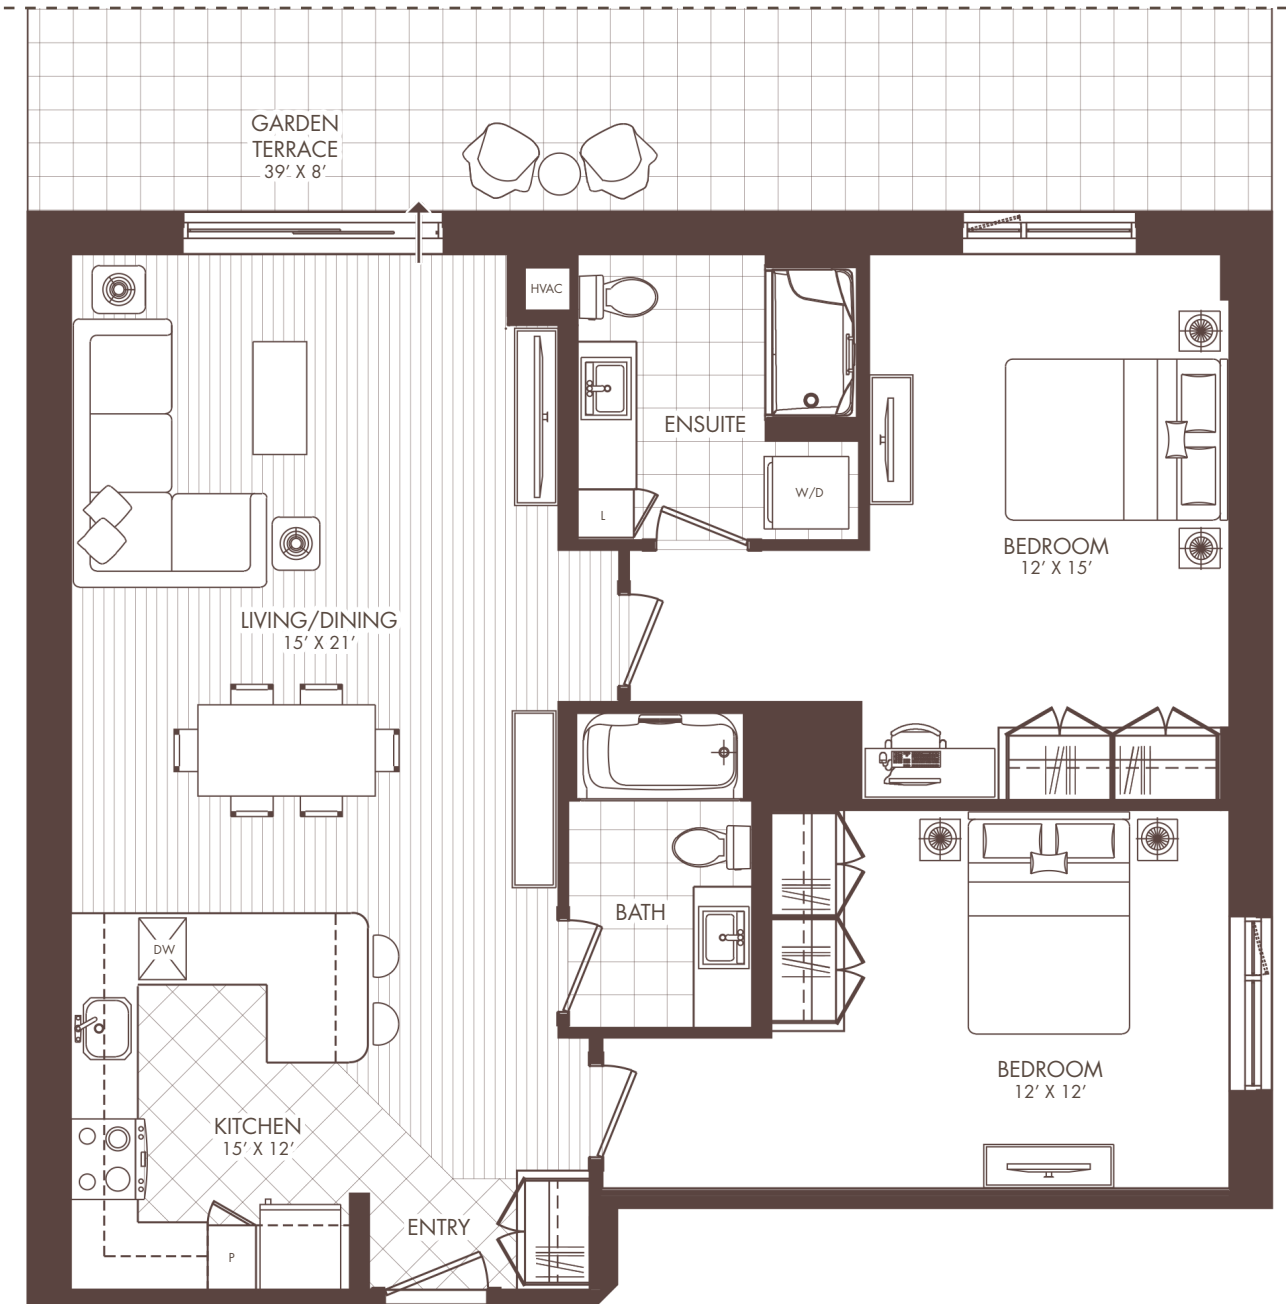 GARDEN
TERRACE
39’ X 8’
HVAC
ENSUITE
W/D
L
BEDROOM
12’ X 15’
LIVING/DINING
15’ X 21’
BATH
DW
BEDROOM
12’ X 12’
KITCHEN
15’ X 12’
ENTRY
P